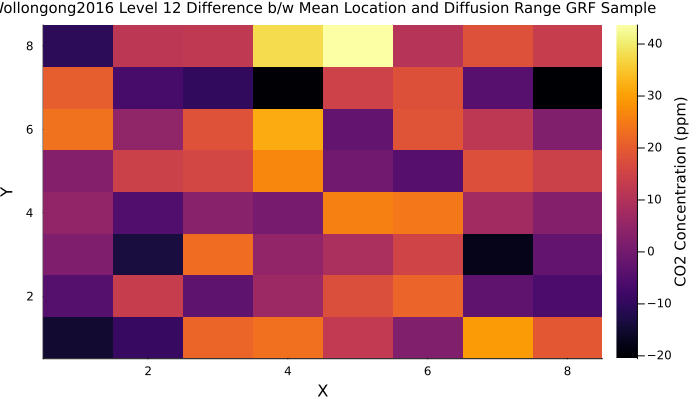 Wollongong2016 Level 12 Difference b/w Mean Location and Diffusion Range GRF Sample
8
6
4
2
Y
2 4 6 8
X
40
30
20
10
0
−10
−20
CO2 Concentration (ppm)